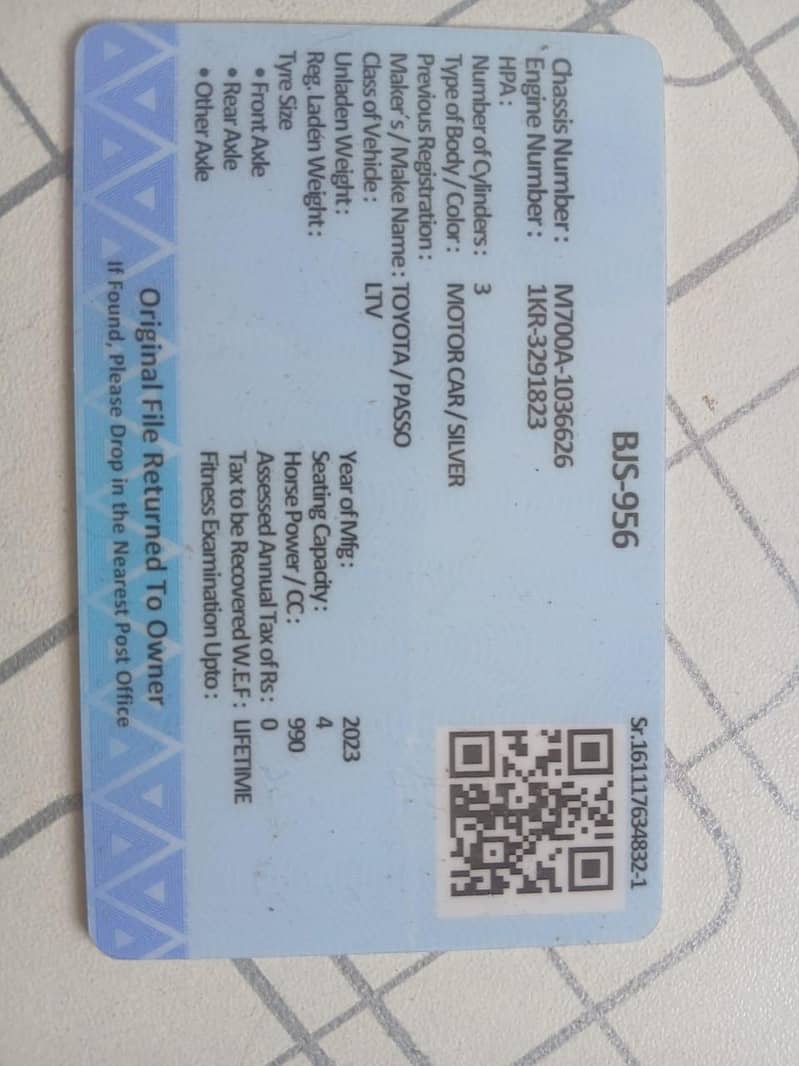 BJS-956
Sr.161117634832-1
Chassis Number : M700A-1036626
Engine Number : 1KR-3291823
HPA :
Number of Cylinders : 3
Type of Body / Color : MOTOR CAR / SILVER
Previous Registration :
Maker's / Make Name : TOYOTA / PASSO
Class of Vehicle : LTV
Unladen Weight : Year of Mfg : 2023
Reg. Laden Weight : Seating Capacity : 4
Tyre Size Horse Power / CC : 990
• Front Axle Assessed Annual Tax of Rs : 0
• Rear Axle Tax to be Recovered W.E.F : LIFETIME
• Other Axle Fitness Examination Upto :
Original File Returned To Owner
If Found, Please Drop in the Nearest Post Office